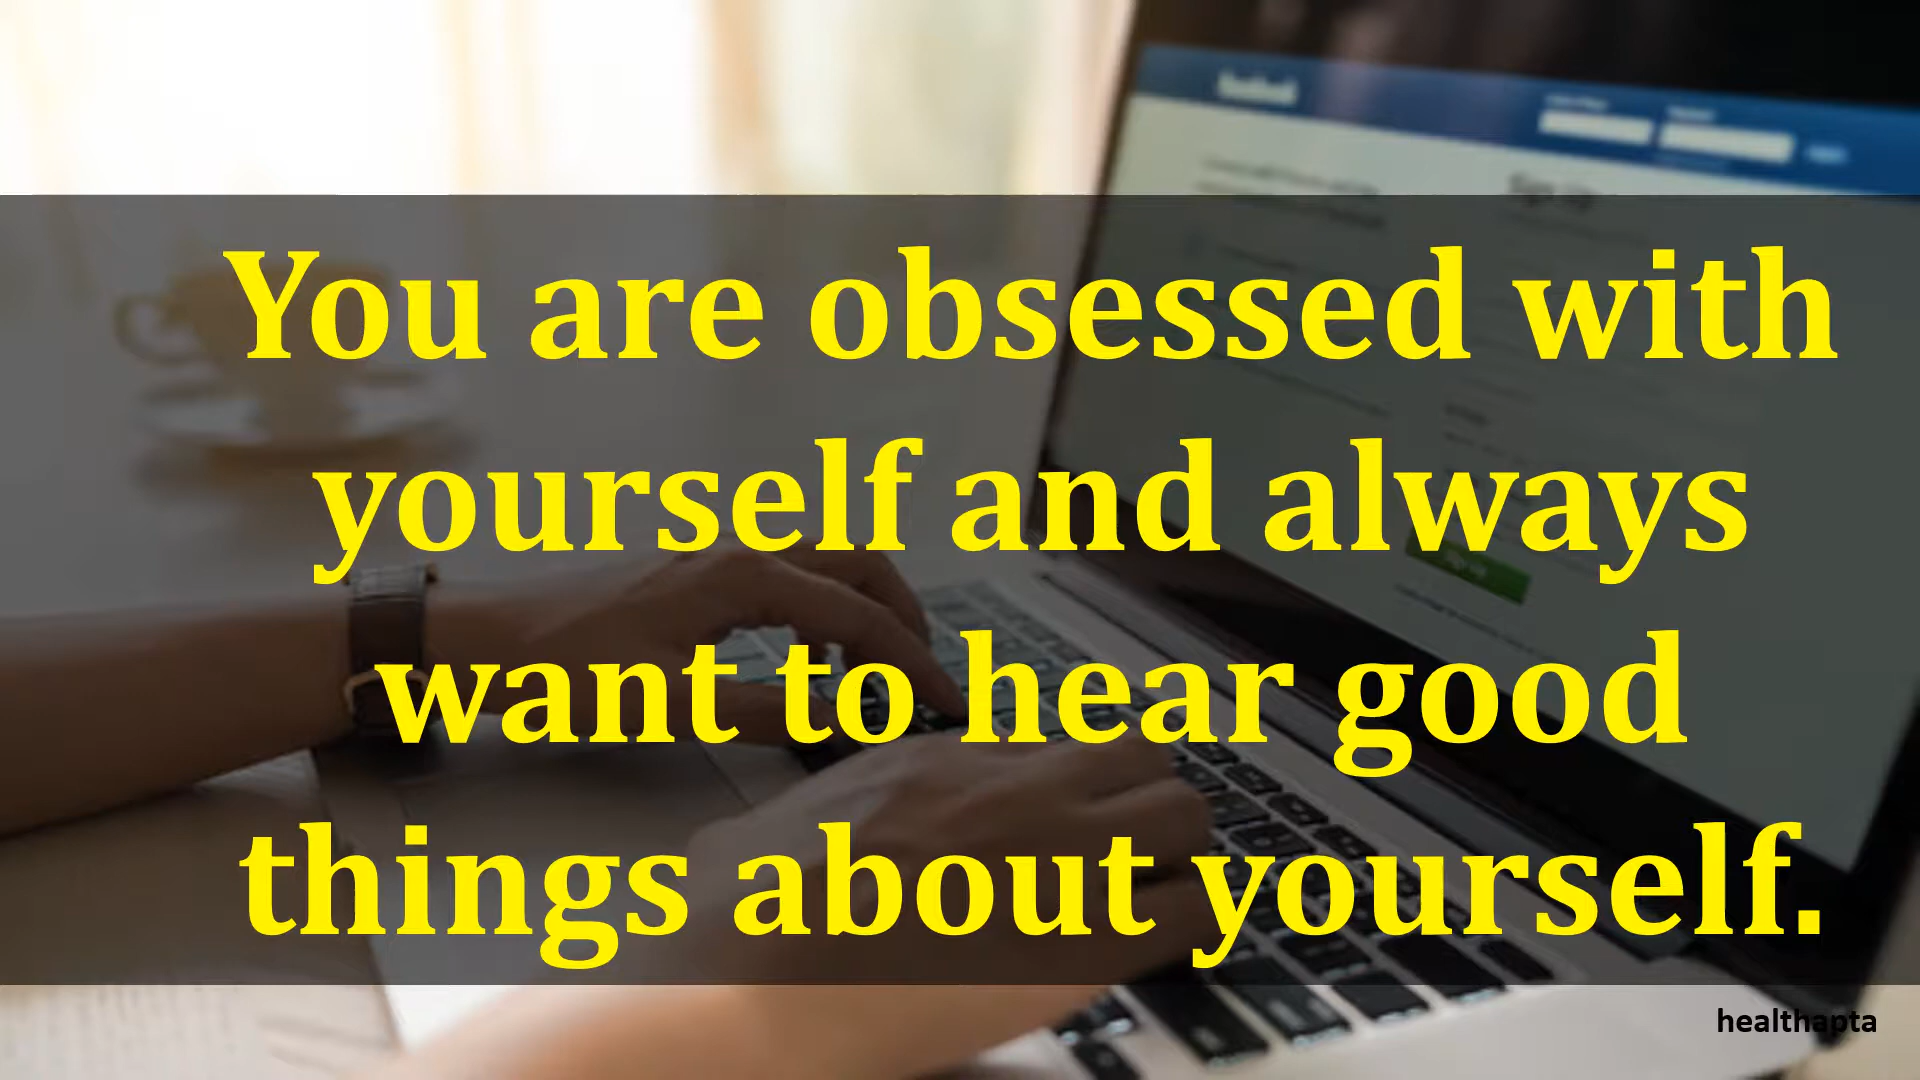 You are obsessed with
yourself and always
want to hear good
things about yourself.
healthapta